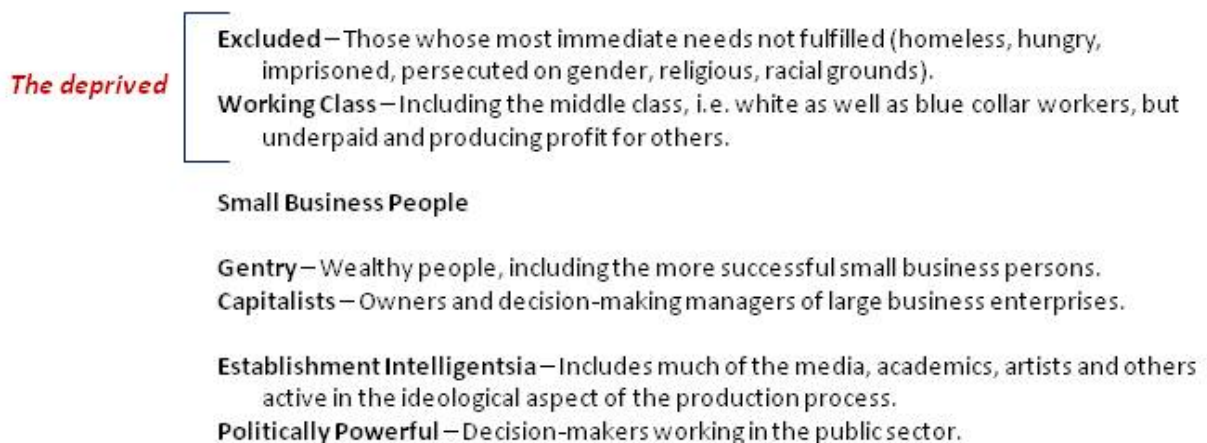 Excluded – Those whose most immediate needs not fulfilled (homeless, hungry,
imprisoned, persecuted on gender, religious, racial grounds).
The deprived
Working Class – Including the middle class, i.e. white as well as blue collar workers, but
underpaid and producing profit for others.
Small Business People
Gentry – Wealthy people, including the more successful small business persons.
Capitalists – Owners and decision-making managers of large business enterprises.
Establishment Intelligentsia – Includes much of the media, academics, artists and others
active in the ideological aspect of the production process.
Politically Powerful – Decision-makers working in the public sector.